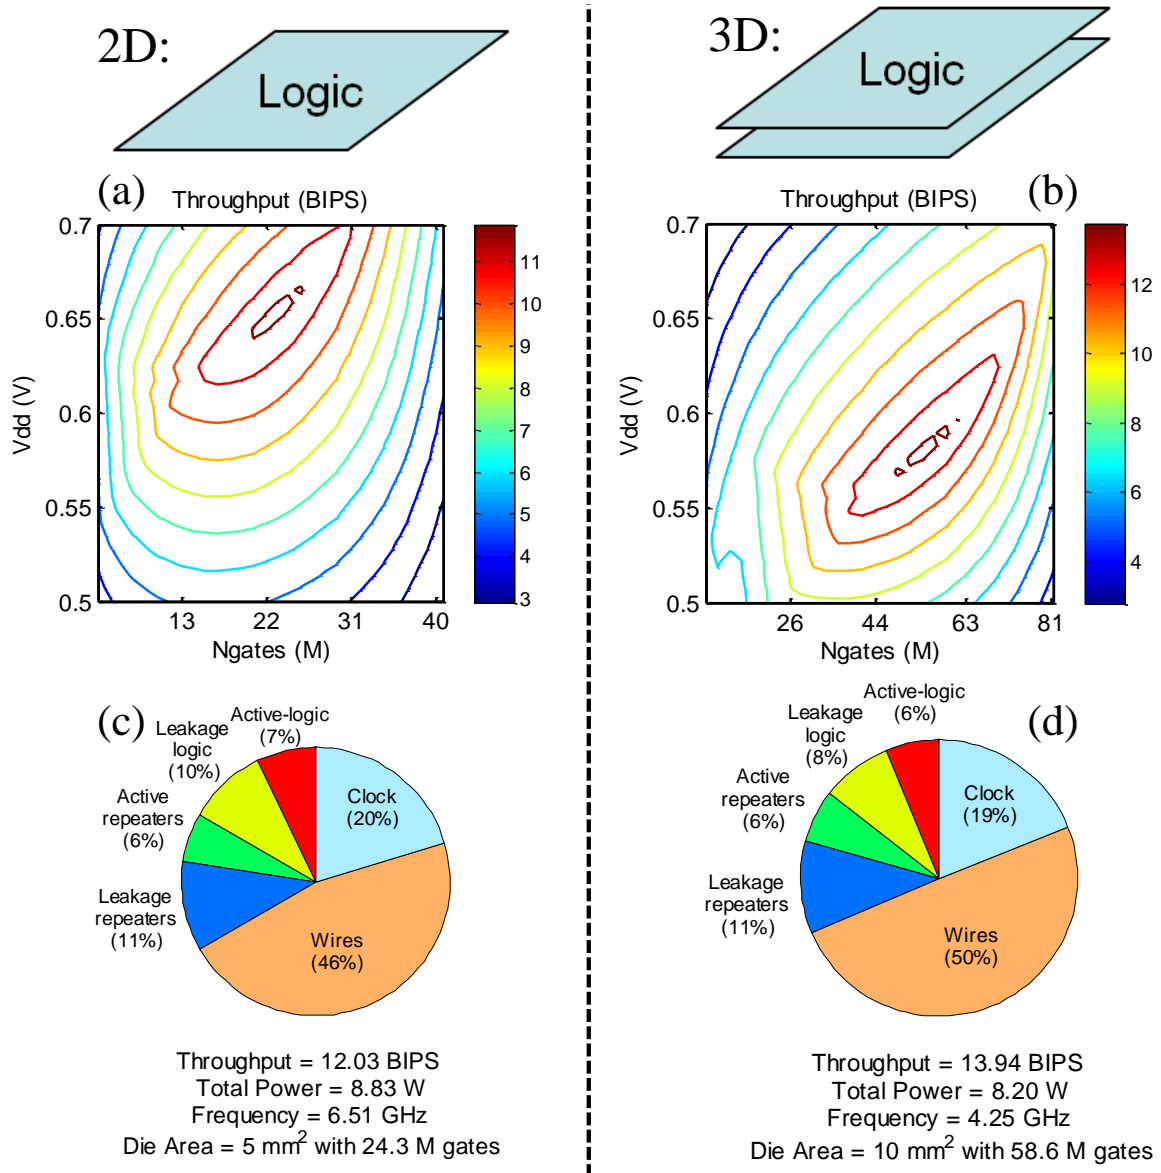 2D:
Logic
(a)
Throughput (BIPS)
0.7
0.65
0.6
0.55
0.5
Vdd (V)
13 22 31 40
Ngates (M)
11
10
9
8
7
6
5
4
3
(c)
Active-logic
(7%)
Leakage
logic
(10%)
Active
repeaters
(6%)
Leakage
repeaters
(11%)
Clock
(20%)
Wires
(46%)
Throughput = 12.03 BIPS
Total Power = 8.83 W
Frequency = 6.51 GHz
Die Area = 5 mm² with 24.3 M gates
3D:
Logic
(b)
Throughput (BIPS)
0.7
0.65
0.6
0.55
0.5
Vdd (V)
26 44 63 81
Ngates (M)
12
10
8
6
4
(d)
Active-logic
(6%)
Leakage
logic
(8%)
Active
repeaters
(6%)
Leakage
repeaters
(11%)
Clock
(19%)
Wires
(50%)
Throughput = 13.94 BIPS
Total Power = 8.20 W
Frequency = 4.25 GHz
Die Area = 10 mm² with 58.6 M gates